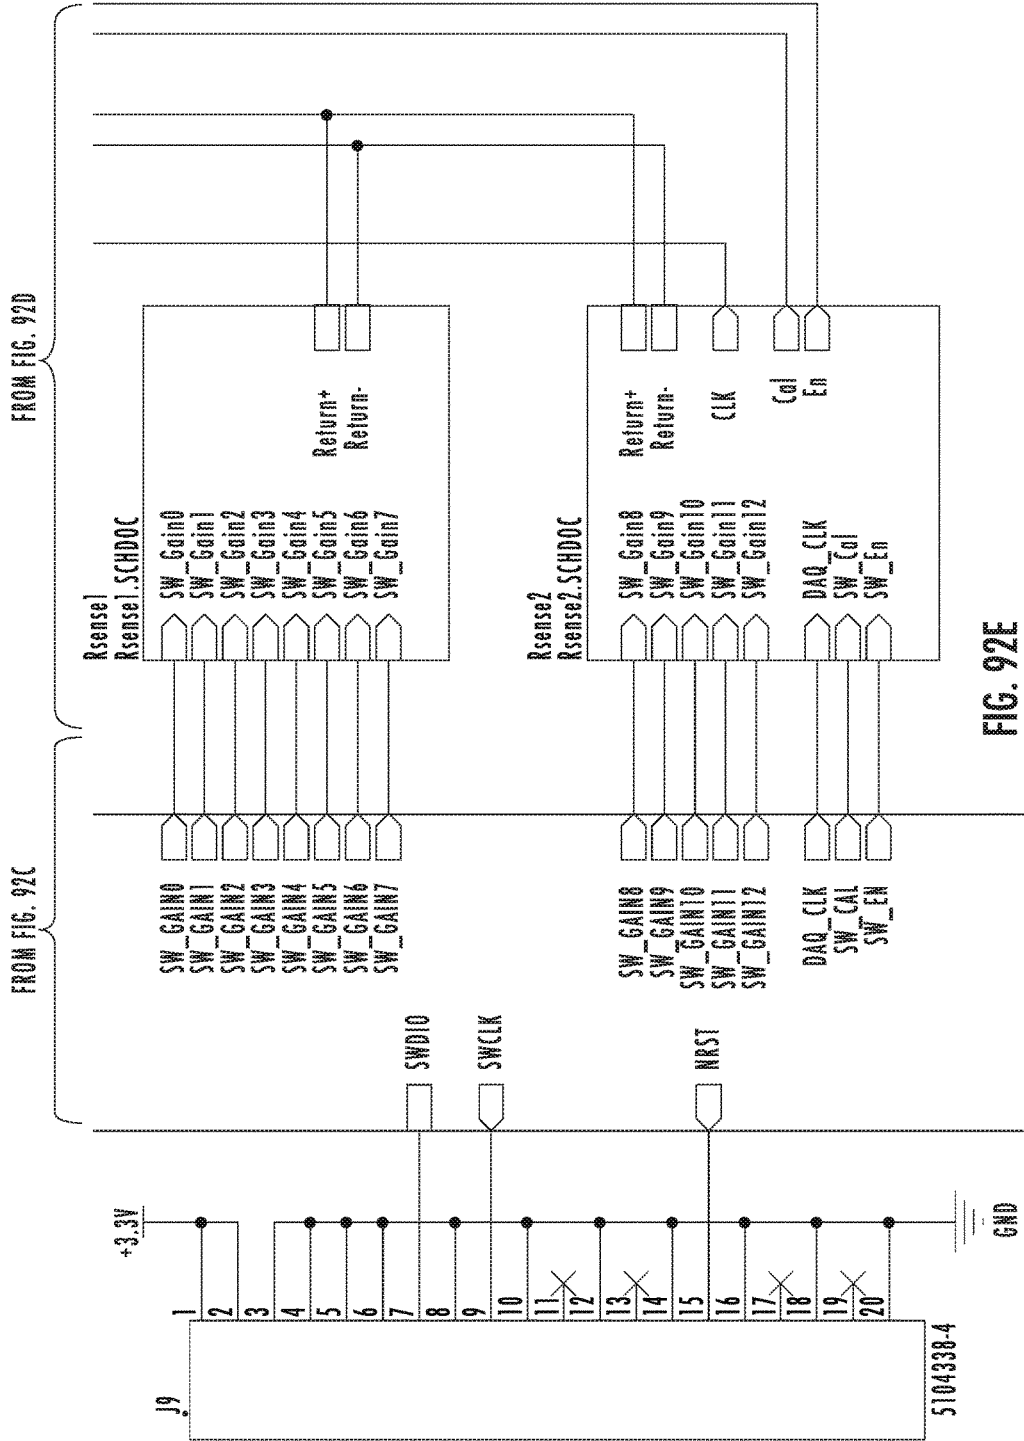 FROM FIG. 92C
FROM FIG. 92D
J9
+3.3V
1
2
3
4
5
6
7
8
9
10
11
12
13
14
15
16
17
18
19
20
5104338-4
GND
SWDIO
SWCLK
NRST
SW_GAIN0
SW_GAIN1
SW_GAIN2
SW_GAIN3
SW_GAIN4
SW_GAIN5
SW_GAIN6
SW_GAIN7
SW_GAIN8
SW_GAIN9
SW_GAIN10
SW_GAIN11
SW_GAIN12
DAQ_CLK
SW_CAL
SW_EN
Rsense1
Rsense1.SCHDOC
SW_Gain0
SW_Gain1
SW_Gain2
SW_Gain3
SW_Gain4
SW_Gain5
SW_Gain6
SW_Gain7
Return+
Return-
Rsense2
Rsense2.SCHDOC
SW_Gain8
SW_Gain9
SW_Gain10
SW_Gain11
SW_Gain12
DAQ_CLK
SW_Cal
SW_En
Return+
Return-
CLK
Cal
En
FIG. 92E